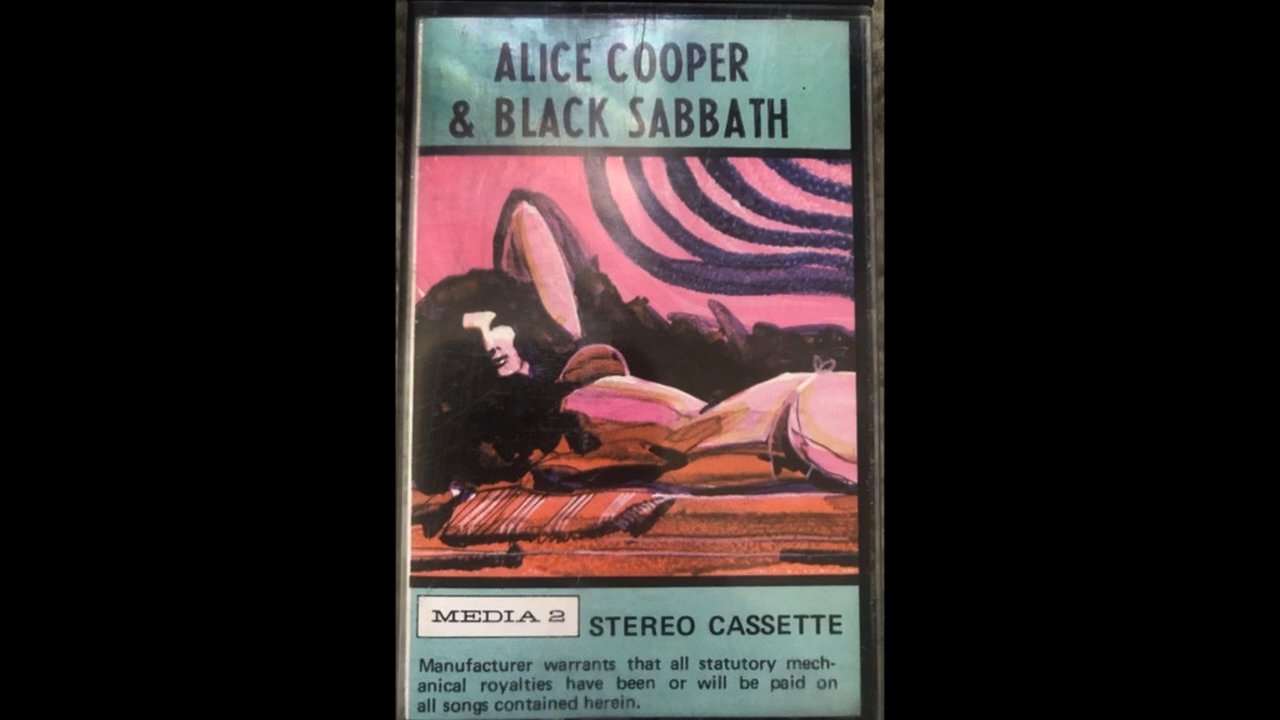 ALICE COOPER
& BLACK SABBATH
MEDIA 2 STEREO CASSETTE
Manufacturer warrants that all statutory mech-
anical royalties have been or will be paid on
all songs contained herein.